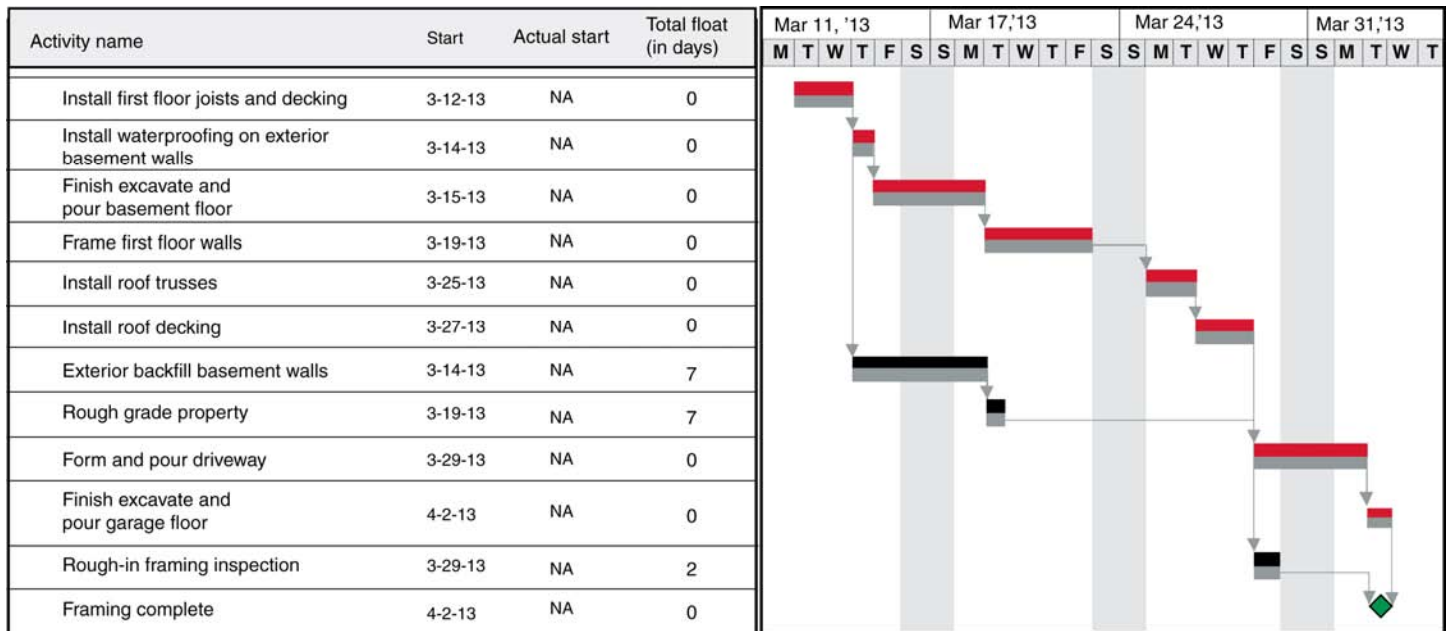 Activity name Start Actual start Total float
(in days)
Install first floor joists and decking 3-12-13 NA 0
Install waterproofing on exterior
basement walls 3-14-13 NA 0
Finish excavate and
pour basement floor 3-15-13 NA 0
Frame first floor walls 3-19-13 NA 0
Install roof trusses 3-25-13 NA 0
Install roof decking 3-27-13 NA 0
Exterior backfill basement walls 3-14-13 NA 7
Rough grade property 3-19-13 NA 7
Form and pour driveway 3-29-13 NA 0
Finish excavate and
pour garage floor 4-2-13 NA 0
Rough-in framing inspection 3-29-13 NA 2
Framing complete 4-2-13 NA 0
Mar 11, '13 Mar 17,'13 Mar 24,'13 Mar 31,'13
M T W T F S S M T W T F S S M T W T F S S M T W T